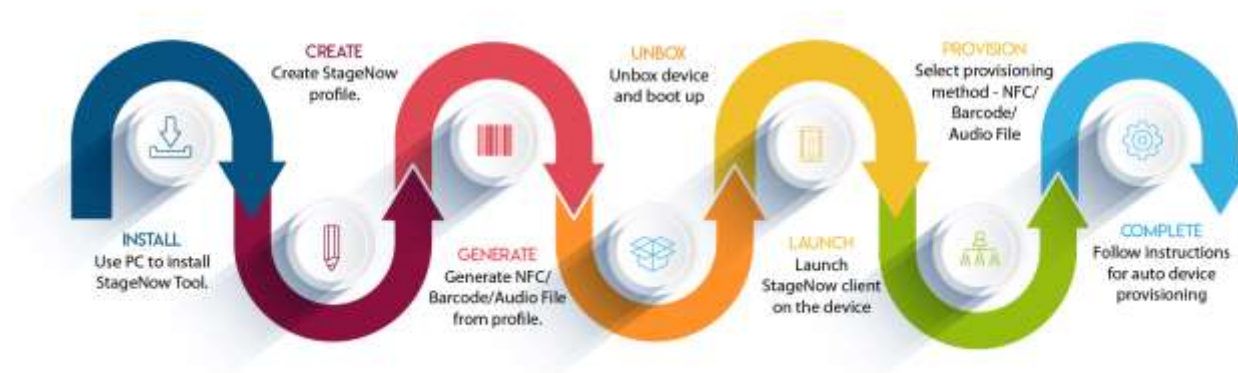 INSTALL
Use PC to install
StageNow Tool.
CREATE
Create StageNow
profile.
GENERATE
Generate NFC/
Barcode/Audio File
from profile.
UNBOX
Unbox device
and boot up
LAUNCH
Launch
StageNow client
on the device
PROVISION
Select provisioning
method - NFC/
Barcode/
Audio File
COMPLETE
Follow instructions
for auto device
provisioning